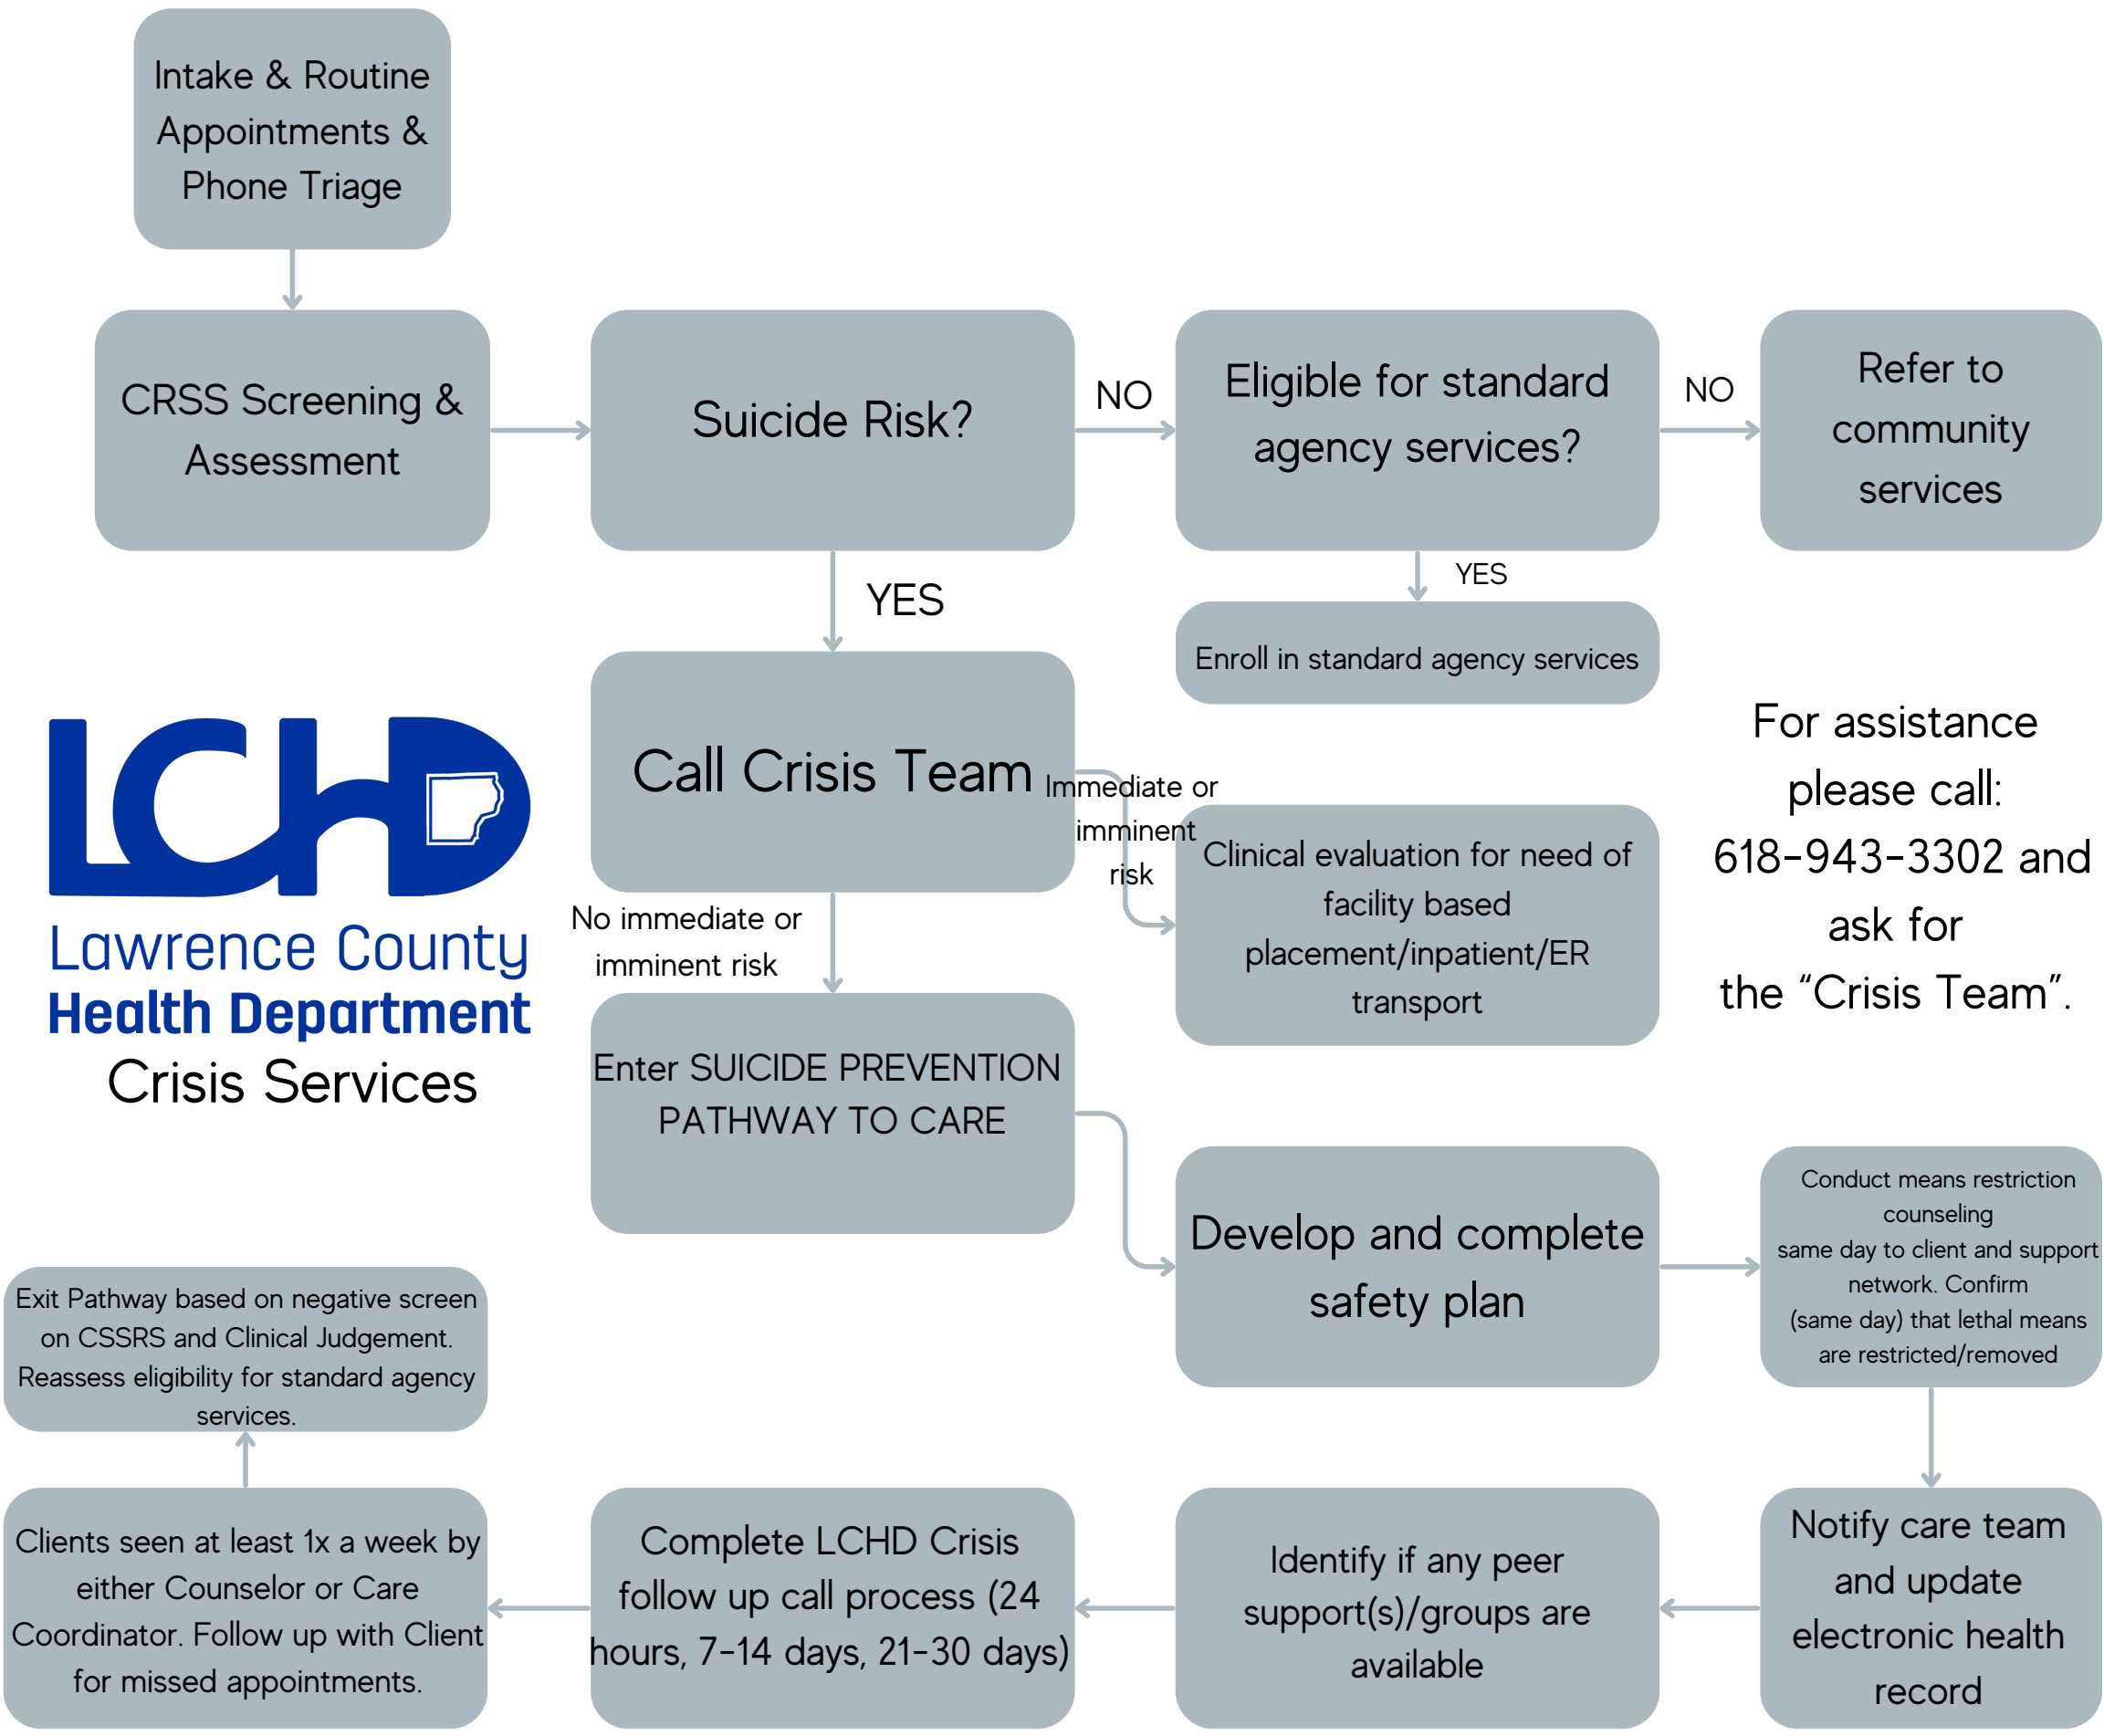 Intake & Routine
Appointments &
Phone Triage
CRSS Screening &
Assessment
Suicide Risk?
NO
Eligible for standard
agency services?
NO
Refer to
community
services
YES
YES
Enroll in standard agency services
Call Crisis Team
Immediate or
imminent
risk
Clinical evaluation for need of
facility based
placement/inpatient/ER
transport
For assistance
please call:
618-943-3302 and
ask for
the “Crisis Team”.
LCHD
Lawrence County
Health Department
Crisis Services
No immediate or
imminent risk
Enter SUICIDE PREVENTION
PATHWAY TO CARE
Develop and complete
safety plan
Conduct means restriction
counseling
same day to client and support
network. Confirm
(same day) that lethal means
are restricted/removed
Notify care team
and update
electronic health
record
Identify if any peer
support(s)/groups are
available
Complete LCHD Crisis
follow up call process (24
hours, 7-14 days, 21-30 days)
Clients seen at least 1x a week by
either Counselor or Care
Coordinator. Follow up with Client
for missed appointments.
Exit Pathway based on negative screen
on CSSRS and Clinical Judgement.
Reassess eligibility for standard agency
services.